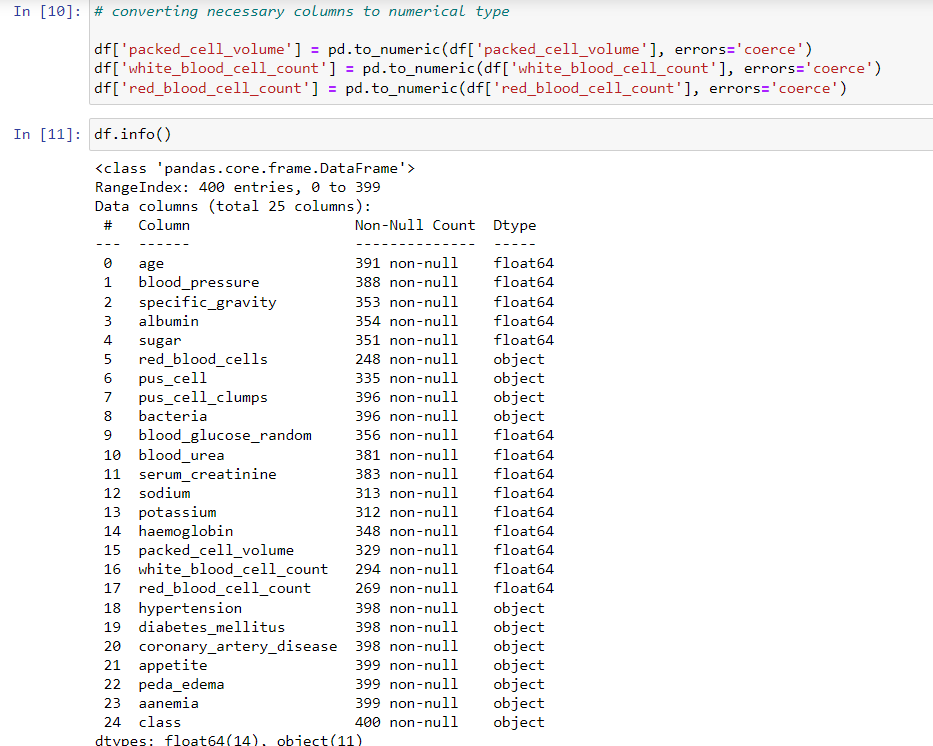 In [10]: # converting necessary columns to numerical type
df['packed_cell_volume'] = pd.to_numeric(df['packed_cell_volume'], errors='coerce')
df['white_blood_cell_count'] = pd.to_numeric(df['white_blood_cell_count'], errors='coerce')
df['red_blood_cell_count'] = pd.to_numeric(df['red_blood_cell_count'], errors='coerce')
In [11]: df.info()
<class 'pandas.core.frame.DataFrame'>
RangeIndex: 400 entries, 0 to 399
Data columns (total 25 columns):
 #   Column                   Non-Null Count  Dtype
---  ------                   --------------  -----
 0   age                      391 non-null    float64
 1   blood_pressure           388 non-null    float64
 2   specific_gravity         353 non-null    float64
 3   albumin                  354 non-null    float64
 4   sugar                    351 non-null    float64
 5   red_blood_cells          248 non-null    object
 6   pus_cell                 335 non-null    object
 7   pus_cell_clumps          396 non-null    object
 8   bacteria                 396 non-null    object
 9   blood_glucose_random     356 non-null    float64
 10  blood_urea               381 non-null    float64
 11  serum_creatinine         383 non-null    float64
 12  sodium                   313 non-null    float64
 13  potassium                312 non-null    float64
 14  haemoglobin              348 non-null    float64
 15  packed_cell_volume       329 non-null    float64
 16  white_blood_cell_count   294 non-null    float64
 17  red_blood_cell_count     269 non-null    float64
 18  hypertension             398 non-null    object
 19  diabetes_mellitus        398 non-null    object
 20  coronary_artery_disease  398 non-null    object
 21  appetite                 399 non-null    object
 22  peda_edema               399 non-null    object
 23  aanemia                  399 non-null    object
 24  class                    400 non-null    object
dtypes: float64(14), object(11)